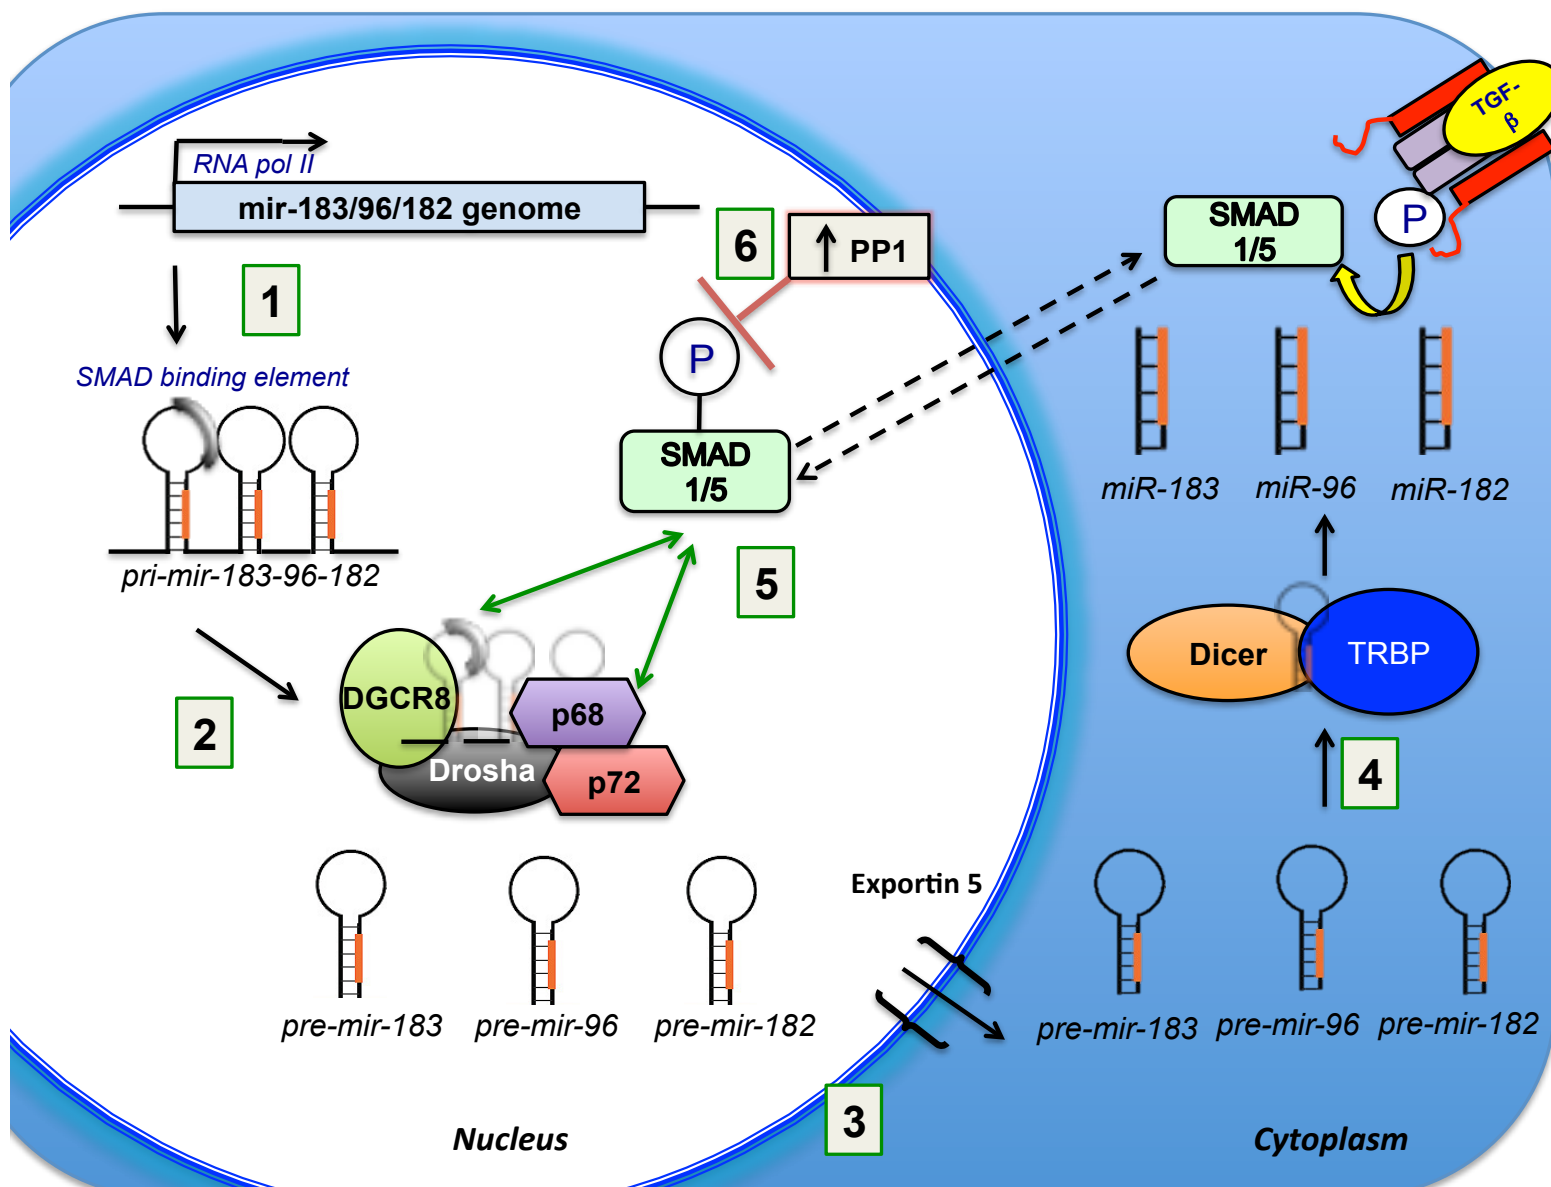 RNA pol II
mir-183/96/182 genome
1
SMAD binding element
pri-mir-183-96-182
2
DGCR8
Drosha
p68
p72
pre-mir-183
pre-mir-96
pre-mir-182
Nucleus
6
PP1
P
SMAD
1/5
5
Exportin 5
3
TGF-
β
P
SMAD
1/5
miR-183
miR-96
miR-182
Dicer
TRBP
4
pre-mir-183
pre-mir-96
pre-mir-182
Cytoplasm